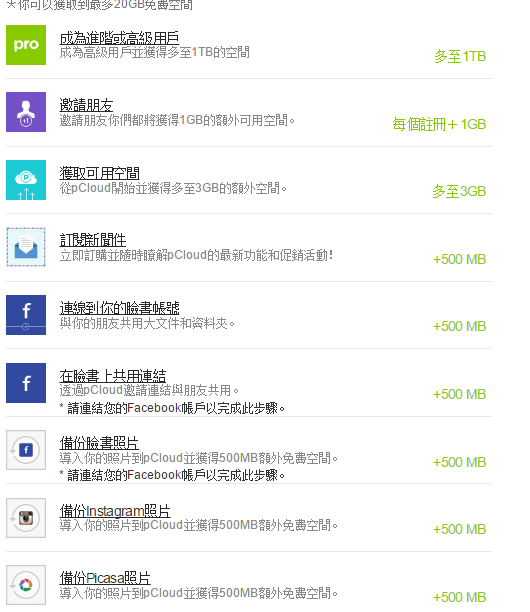 *你可以獲取到最多20GB免費空間
pro
成為進階或高級用戶
成為高級用戶並獲得多至1TB的空間
多至1TB
邀請朋友
邀請朋友你們都將獲得1GB的額外可用空間。
每個註冊+ 1GB
獲取可用空間
從pCloud開始並獲得多至3GB的額外空間。
多至3GB
訂閱新聞件
立即訂購並隨時瞭解pCloud的最新功能和促銷活動!
+500 MB
連線到你的臉書帳號
與你的朋友共用大文件和資料夾。
+500 MB
在臉書上共用連結
透過pCloud邀請連結與朋友共用。
* 請連結您的Facebook帳戶以完成此步驟。
+500 MB
備份臉書照片
導入你的照片到pCloud並獲得500MB額外免費空間。
* 請連結您的Facebook帳戶以完成此步驟。
+500 MB
備份Instagram照片
導入你的照片到pCloud並獲得500MB額外免費空間。
+500 MB
備份Picasa照片
導入你的照片到pCloud並獲得500MB額外免費空間。
+500 MB